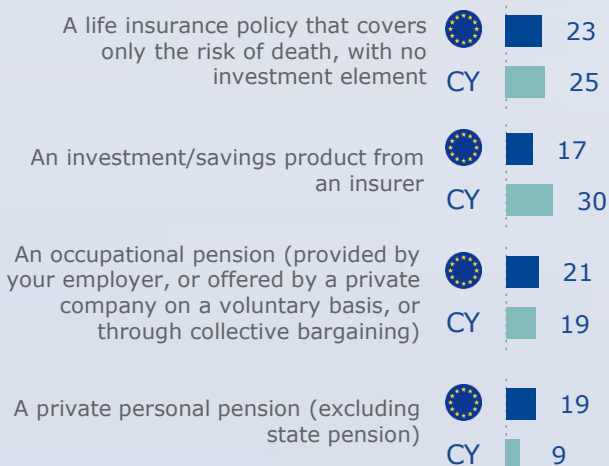 A life insurance policy that covers
only the risk of death, with no
investment element
23
CY 25
An investment/savings product from
an insurer
17
CY 30
An occupational pension (provided by
your employer, or offered by a private
company on a voluntary basis, or
through collective bargaining)
21
CY 19
A private personal pension (excluding
state pension)
19
CY 9